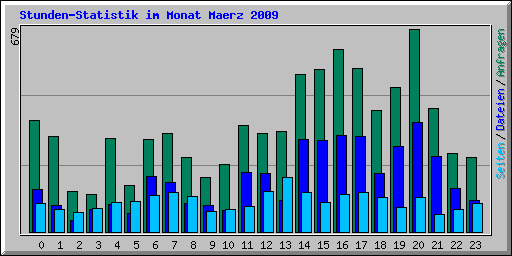 Stunden-Statistik im Monat Maerz 2009
679
Seiten / Dateien / Anfragen
0 1 2 3 4 5 6 7 8 9 10 11 12 13 14 15 16 17 18 19 20 21 22 23